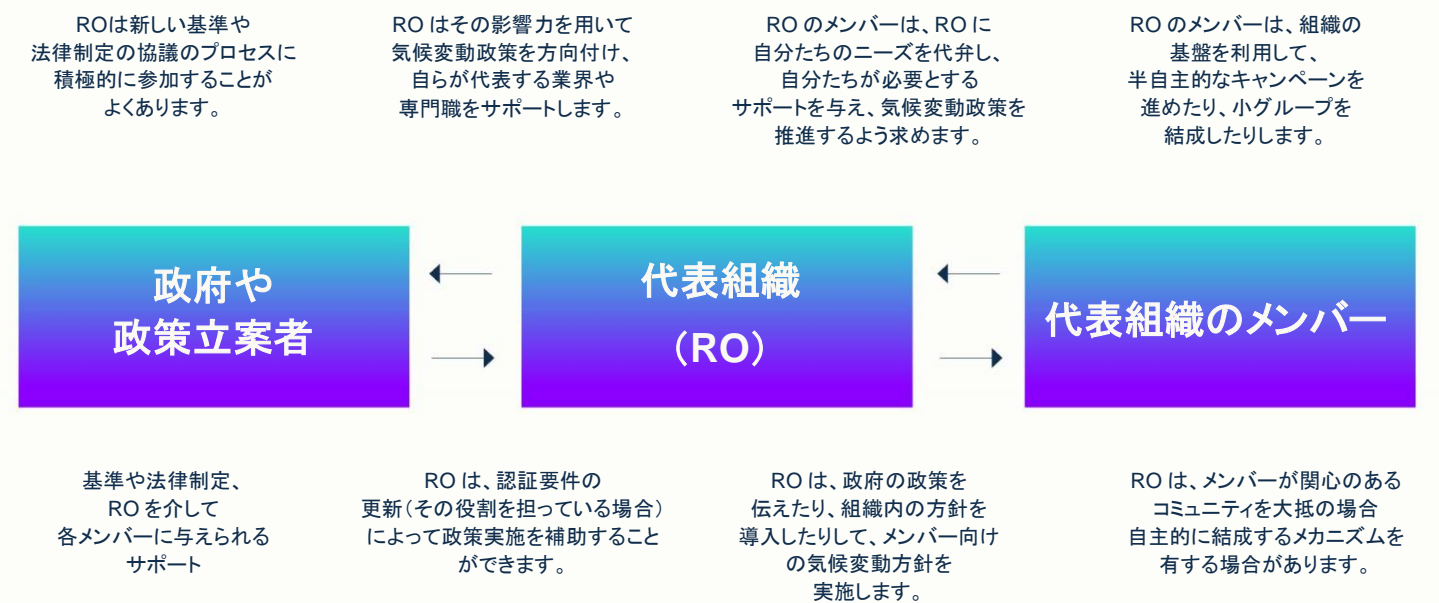 ROは新しい基準や
法律制定の協議のプロセスに
積極的に参加することが
よくあります。
RO はその影響力を用いて
気候変動政策を方向付け、
自らが代表する業界や
専門職をサポートします。
RO のメンバーは、RO に
自分たちのニーズを代弁し、
自分たちが必要とする
サポートを与え、気候変動政策を
推進するよう求めます。
RO のメンバーは、組織の
基盤を利用して、
半自主的なキャンペーンを
進めたり、小グループを
結成したりします。
政府や
政策立案者
代表組織
（RO）
代表組織のメンバー
基準や法律制定、
RO を介して
各メンバーに与えられる
サポート
RO は、認証要件の
更新（その役割を担っている場合）
によって政策実施を補助すること
ができます。
RO は、政府の政策を
伝えたり、組織内の方針を
導入したりして、メンバー向け
の気候変動方針を
実施します。
RO は、メンバーが関心のある
コミュニティを大抵の場合
自主的に結成するメカニズムを
有する場合があります。